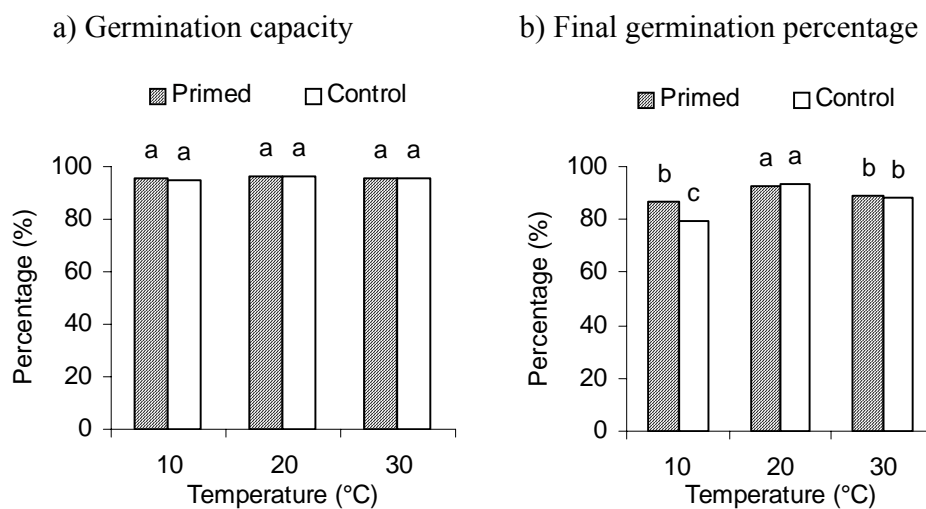 a) Germination capacity
Primed Control
a a a a a a
100
80
60
40
20
0
Percentage (%)
10 20 30
Temperature (°C)
b) Final germination percentage
Primed Control
b c a a b b
100
80
60
40
20
0
Percentage (%)
10 20 30
Temperature (°C)